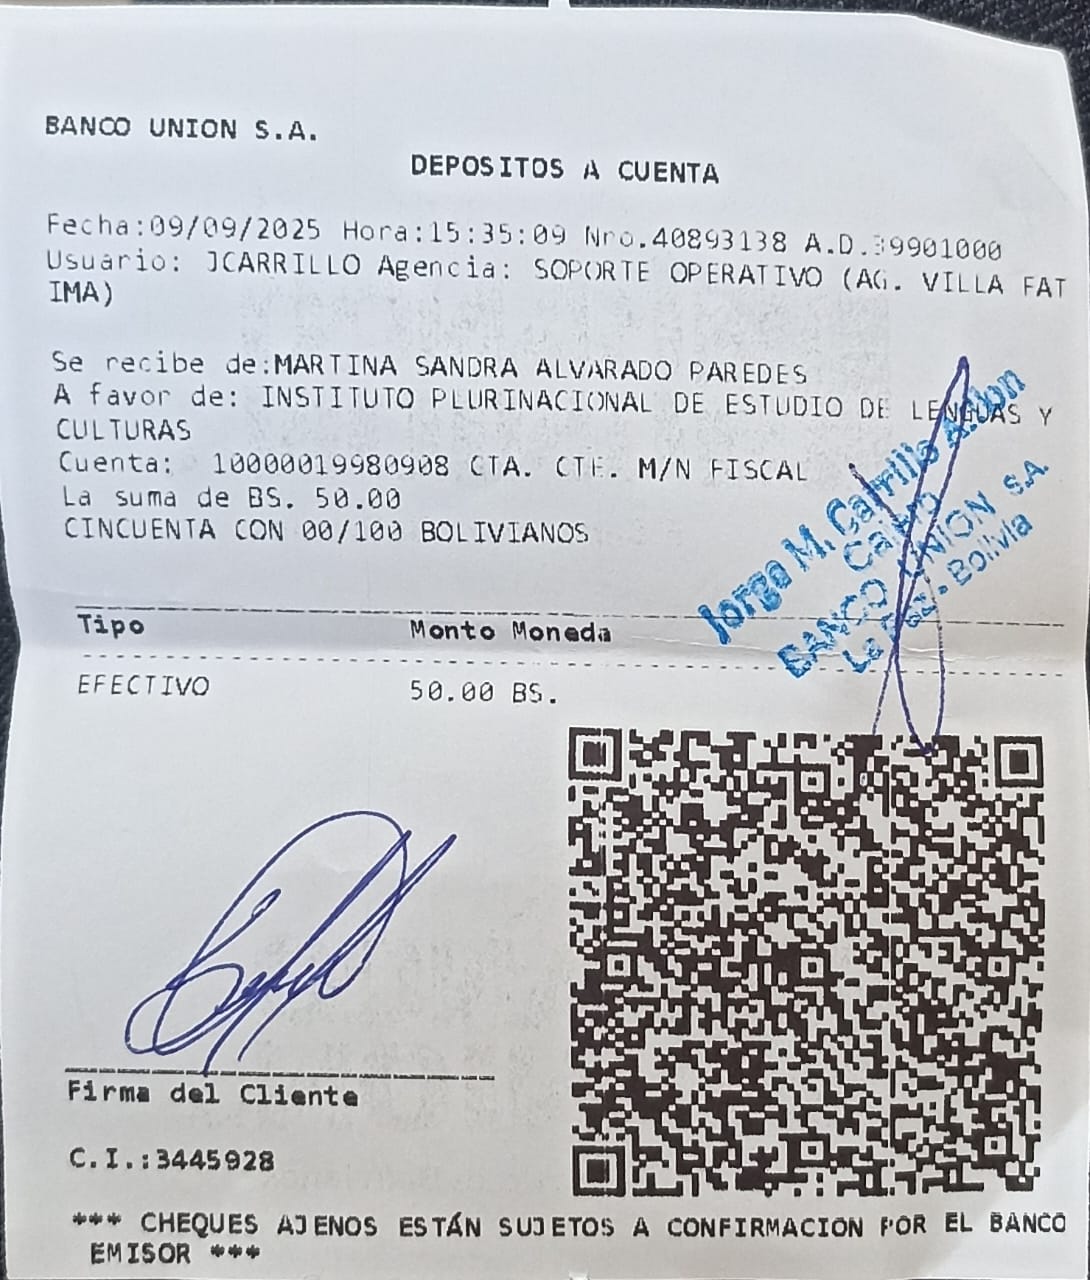 BANCO UNION S.A.
DEPOSITOS A CUENTA
Fecha:09/09/2025 Hora:15:35:09 Nro.40893138 A.D.39901000
Usuario: JCARRILLO Agencia: SOPORTE OPERATIVO (AG. VILLA FAT
IMA)
Se recibe de:MARTINA SANDRA ALVARADO PAREDES
A favor de: INSTITUTO PLURINACIONAL DE ESTUDIO DE LENGUAS Y
CULTURAS
Cuenta: 10000019980908 CTA. CTE. M/N FISCAL
La suma de BS. 50.00
CINCUENTA CON 00/100 BOLIVIANOS
Jorge M. Carrillo
Cajero
BANCO UNION S.A.
La Paz - Bolivia
Tipo Monto Moneda
EFECTIVO 50.00 BS.
Firma del Cliente
C.I.:3445928
*** CHEQUES AJENOS ESTÁN SUJETOS A CONFIRMACION POR EL BANCO
EMISOR ***